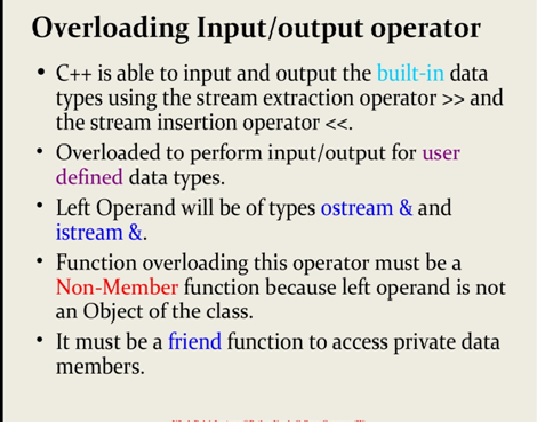 Overloading Input/output operator
• C++ is able to input and output the built-in data
types using the stream extraction operator >> and
the stream insertion operator <<.
• Overloaded to perform input/output for user
defined data types.
• Left Operand will be of types ostream & and
istream &.
• Function overloading this operator must be a
Non-Member function because left operand is not
an Object of the class.
• It must be a friend function to access private data
members.